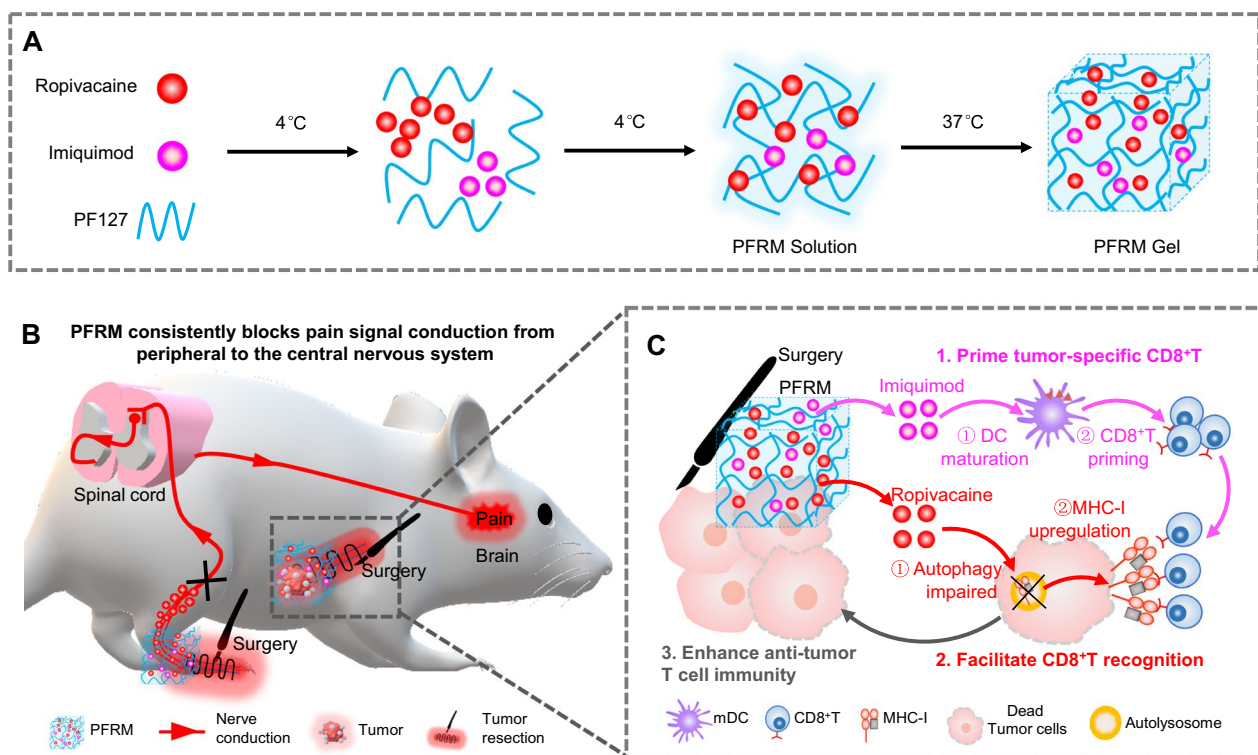 A
Ropivacaine
Imiquimod
PF127
4℃
4℃
37℃
PFRM Solution
PFRM Gel
B
PFRM consistently blocks pain signal conduction from
peripheral to the central nervous system
Spinal cord
Pain
Brain
Surgery
Surgery
PFRM
Nerve
conduction
Tumor
Tumor
resection
C
Surgery
PFRM
1. Prime tumor-specific CD8⁺T
Imiquimod
① DC
maturation
② CD8⁺T
priming
Ropivacaine
① Autophagy
impaired
②MHC-I
upregulation
2. Facilitate CD8⁺T recognition
3. Enhance anti-tumor
T cell immunity
mDC
CD8⁺T
MHC-I
Dead
Tumor cells
Autolysosome